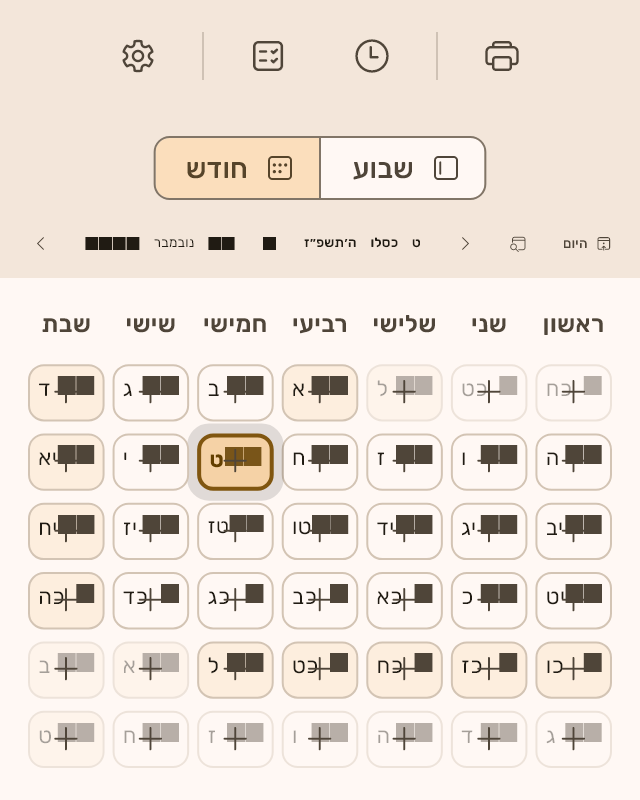 שבוע חודש
היום ט כסלו ה׳תשפ״ז נובמבר
ראשון שני שלישי רביעי חמישי שישי שבת
כח כט ל א ב ג ד
ה ו ז ח ט י יא
יב יג יד טו טז יז יח
יט כ כא כב כג כד כה
כו כז כח כט ל א ב
ג ד ה ו ז ח ט